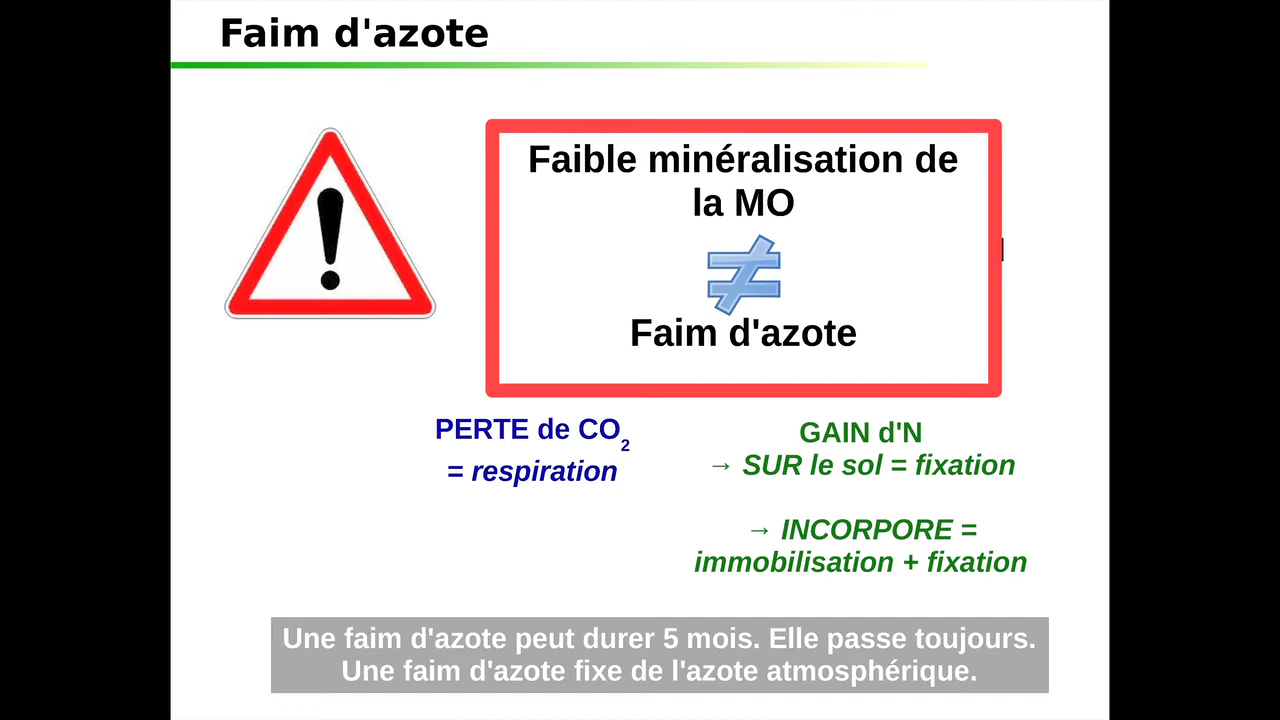 Faim d'azote
Faible minéralisation de
la MO
≠
Faim d'azote
PERTE de CO2
= respiration
GAIN d'N
→ SUR le sol = fixation
→ INCORPORE =
immobilisation + fixation
Une faim d'azote peut durer 5 mois. Elle passe toujours.
Une faim d'azote fixe de l'azote atmosphérique.